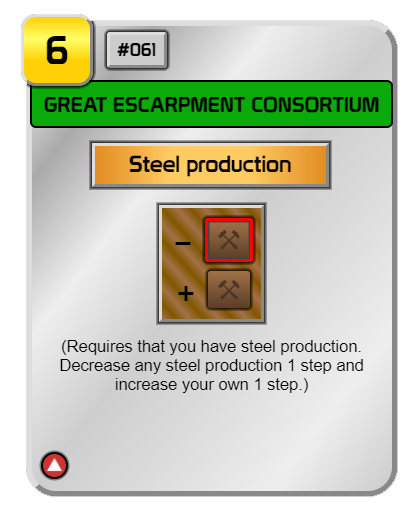 6
#061
GREAT ESCARPMENT CONSORTIUM
Steel production
-
+
(Requires that you have steel production.
Decrease any steel production 1 step and
increase your own 1 step.)